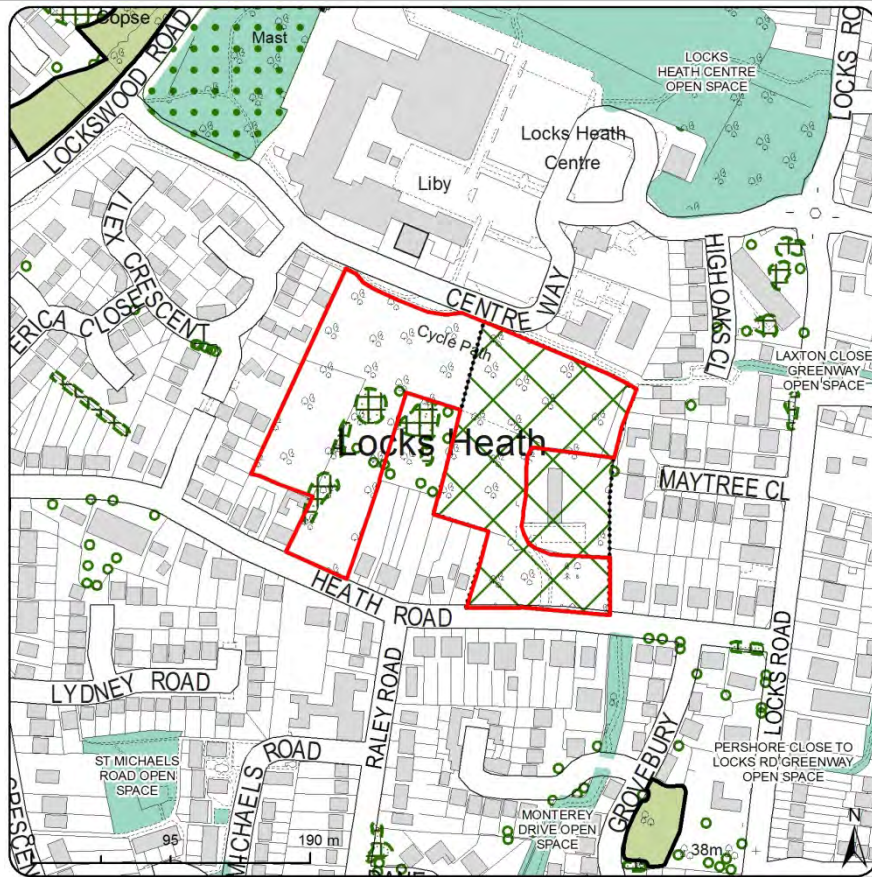 Copse
Mast
LOCKSWOOD ROAD
LOCKS
HEATH CENTRE
OPEN SPACE
Locks Heath
Centre
Liby
ILEX CRESCENT
ERICA CLOSE
CENTRE WAY
HIGH OAKS CL
Cycle Path
LAXTON CLOSE
GREENWAY
OPEN SPACE
Locks Heath
MAYTREE CL
HEATH ROAD
LOCKS ROAD
LYDNEY ROAD
RALEY ROAD
ST MICHAELS
ROAD OPEN
SPACE
MICHAELS ROAD
GROVEBURY
PERSHORE CLOSE TO
LOCKS RD GREENWAY
OPEN SPACE
MONTEREY
DRIVE OPEN
SPACE
38m
N
95
190 m